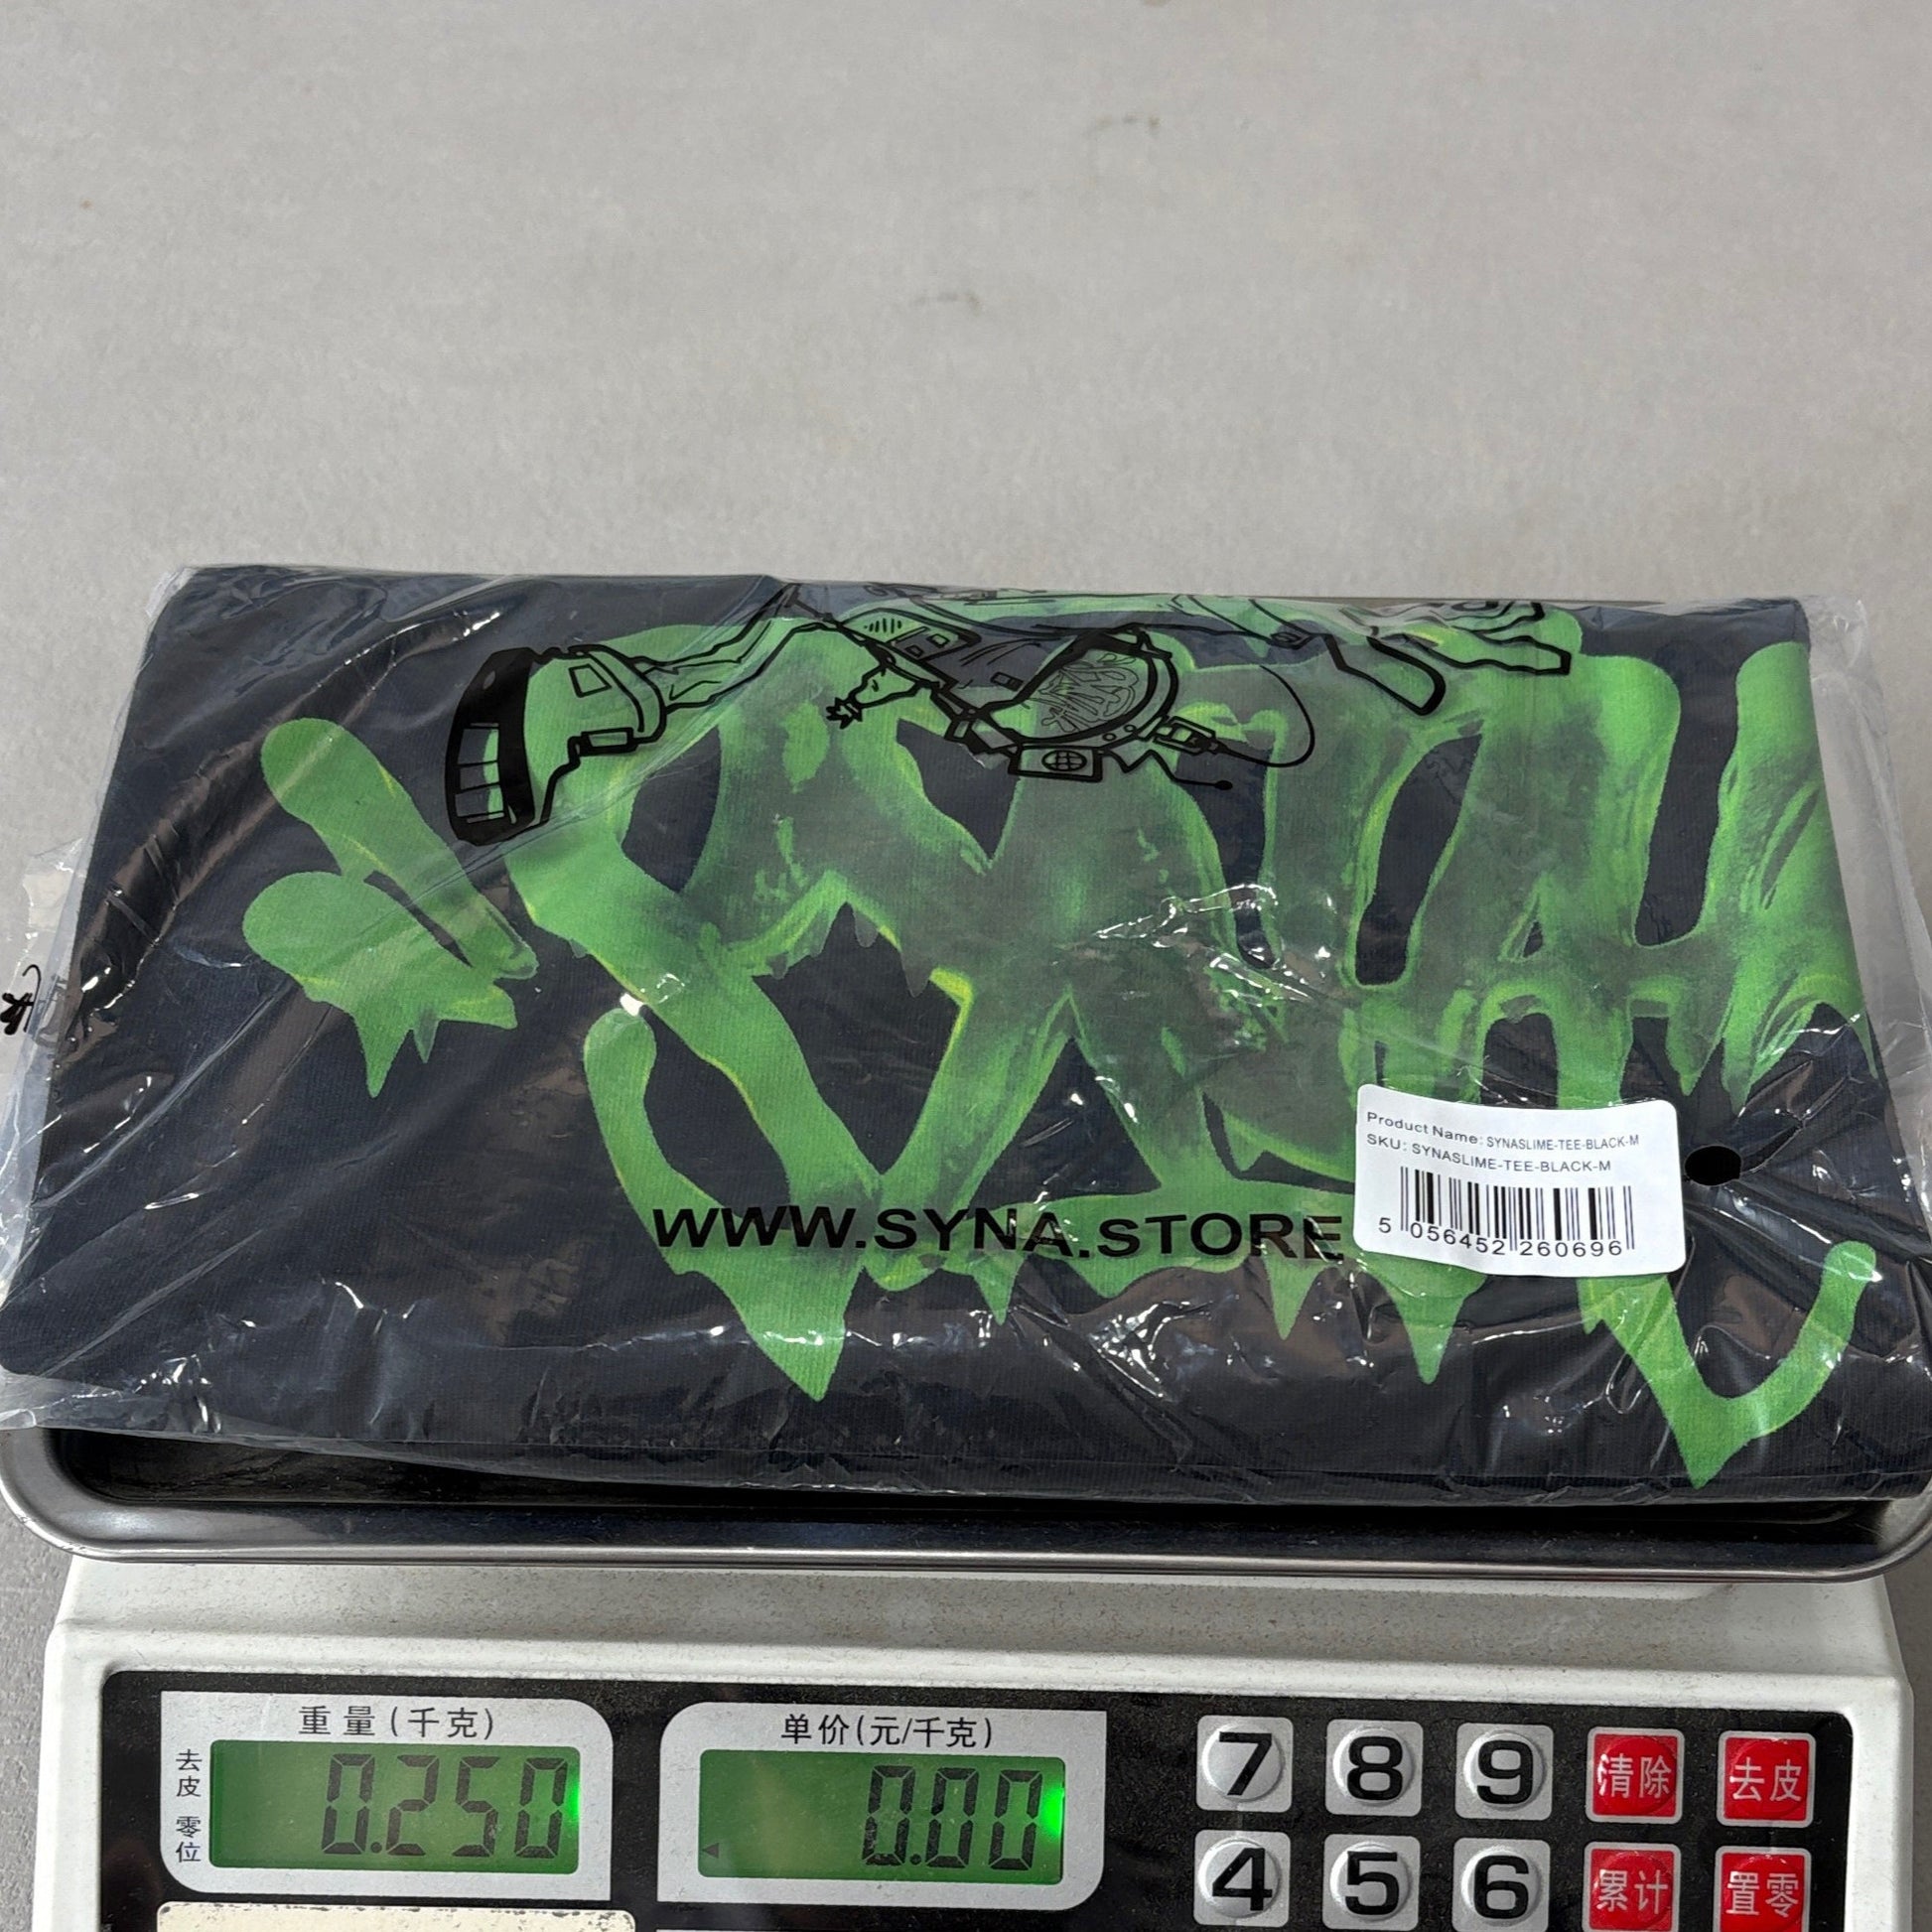 Product Name: SYNASLIME-TEE-BLACK-M
SKU: SYNASLIME-TEE-BLACK-M
5 056452 260696
WWW.SYNA.STORE
重量(千克)
去皮
零位
0.250
单价(元/千克)
0.00
7 8 9 清除 去皮
4 5 6 累计 置零